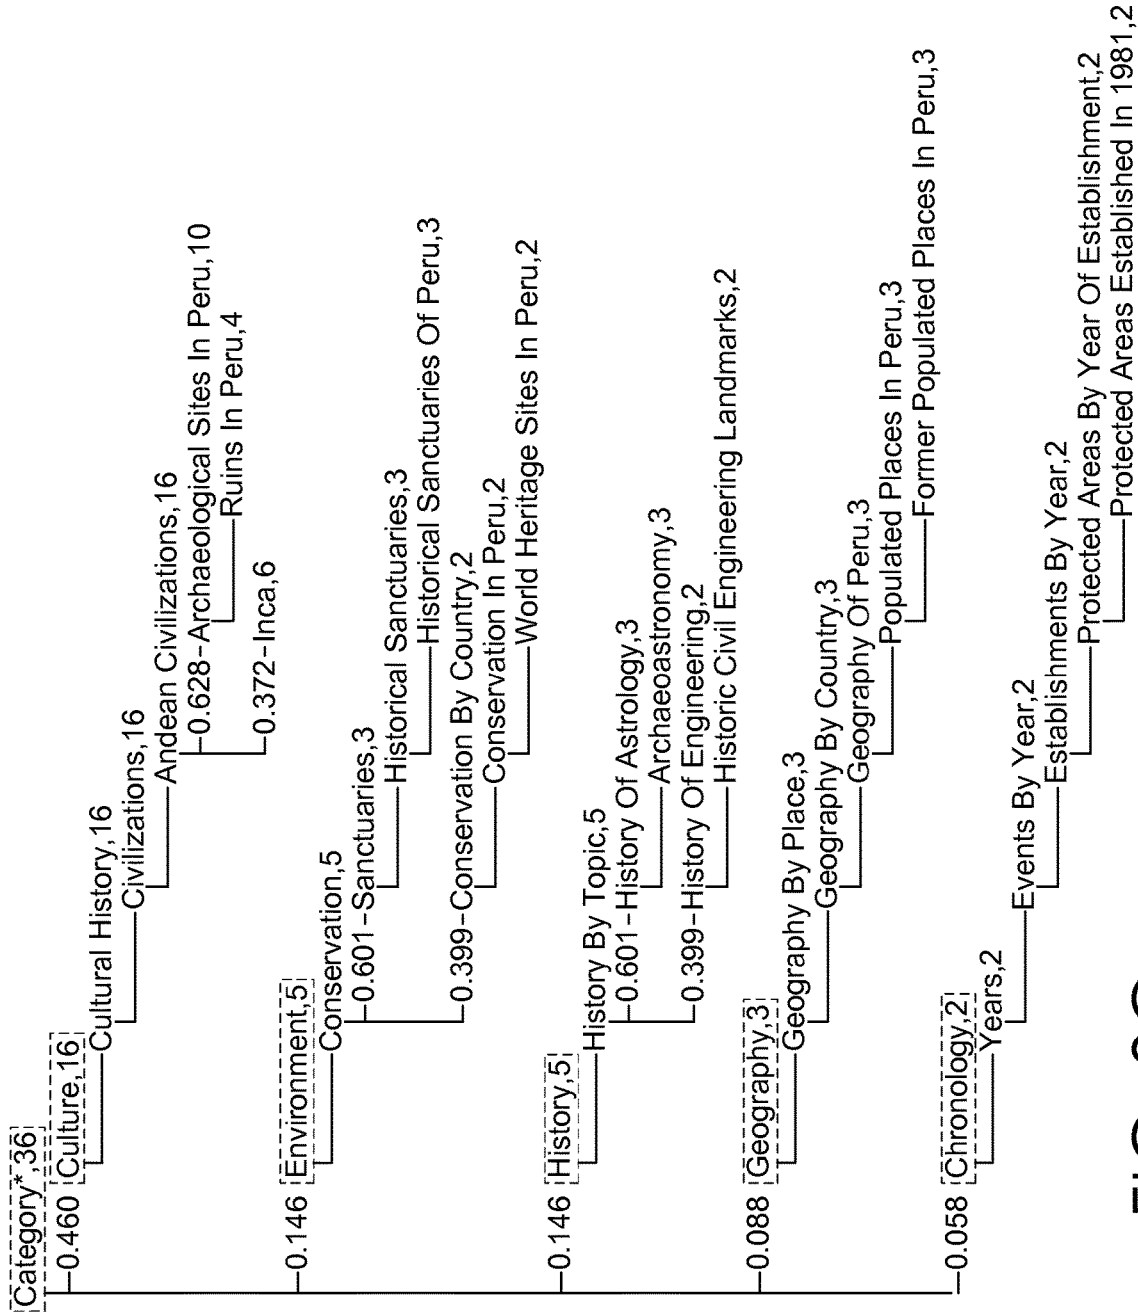 Category*,36
0.460 Culture,16
Cultural History,16
Civilizations,16
Andean Civilizations,16
0.628-Archaeological Sites In Peru,10
Ruins In Peru,4
0.372-Inca,6
0.146 Environment,5
Conservation,5
0.601-Sanctuaries,3
Historical Sanctuaries,3
Historical Sanctuaries Of Peru,3
0.399-Conservation By Country,2
Conservation In Peru,2
World Heritage Sites In Peru,2
0.146 History,5
History By Topic,5
0.601-History Of Astrology,3
Archaeoastronomy,3
0.399-History Of Engineering,2
Historic Civil Engineering Landmarks,2
0.088 Geography,3
Geography By Place,3
Geography By Country,3
Geography Of Peru,3
Populated Places In Peru,3
Former Populated Places In Peru,3
0.058 Chronology,2
Years,2
Events By Year,2
Establishments By Year,2
Protected Areas By Year Of Establishment,2
Protected Areas Established In 1981,2